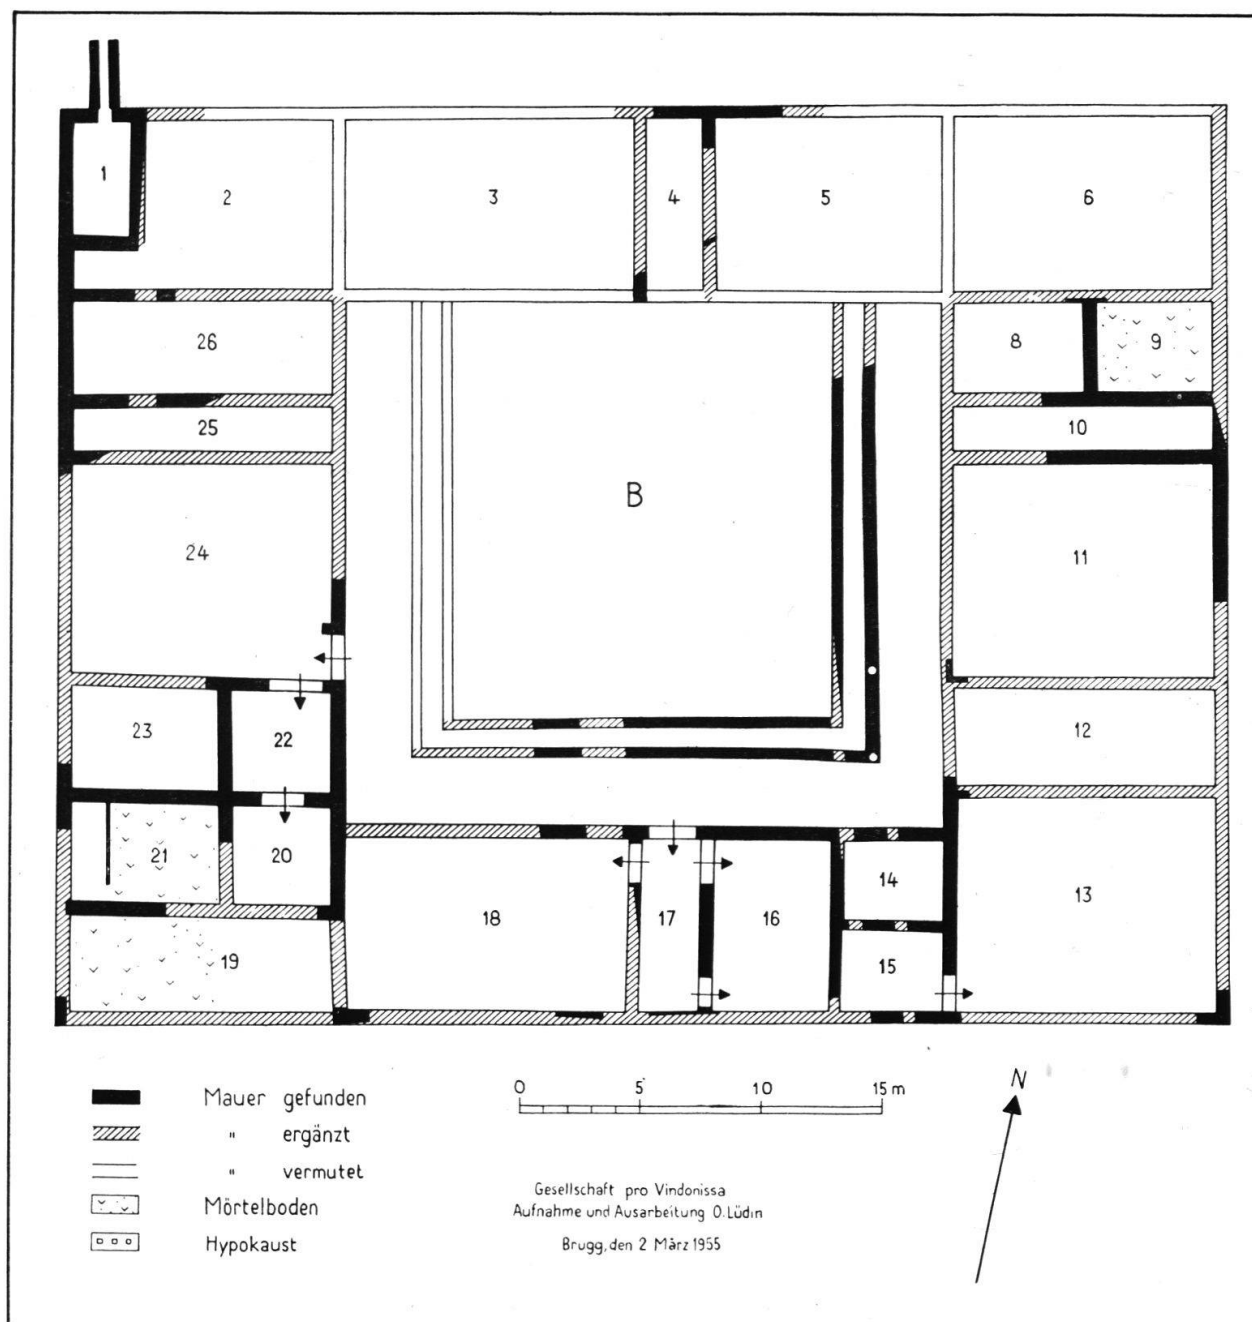 1
2
3
4
5
6
26
8
9
25
10
B
24
11
23
22
12
21
20
14
13
18
17
16
15
19
Mauer gefunden
" ergänzt
" vermutet
Mörtelboden
Hypokaust
0 5 10 15 m
N
Gesellschaft pro Vindonissa
Aufnahme und Ausarbeitung O. Lüdin
Brugg, den 2 März 1955